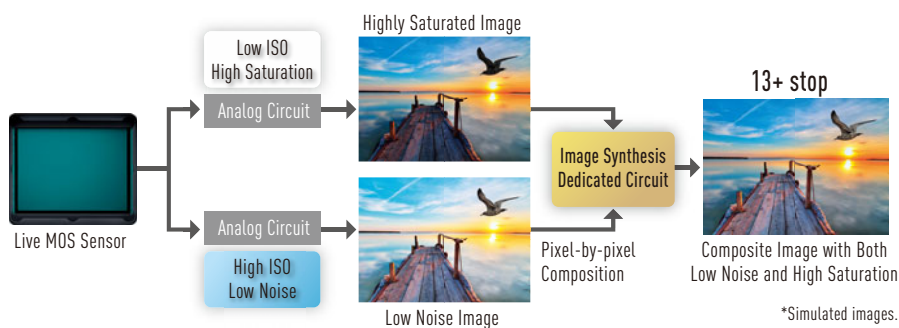 Highly Saturated Image
Low ISO
High Saturation
Analog Circuit
13+ stop
Image Synthesis
Dedicated Circuit
Live MOS Sensor
Analog Circuit
High ISO
Low Noise
Pixel-by-pixel
Composition
Low Noise Image
Composite Image with Both
Low Noise and High Saturation
*Simulated images.